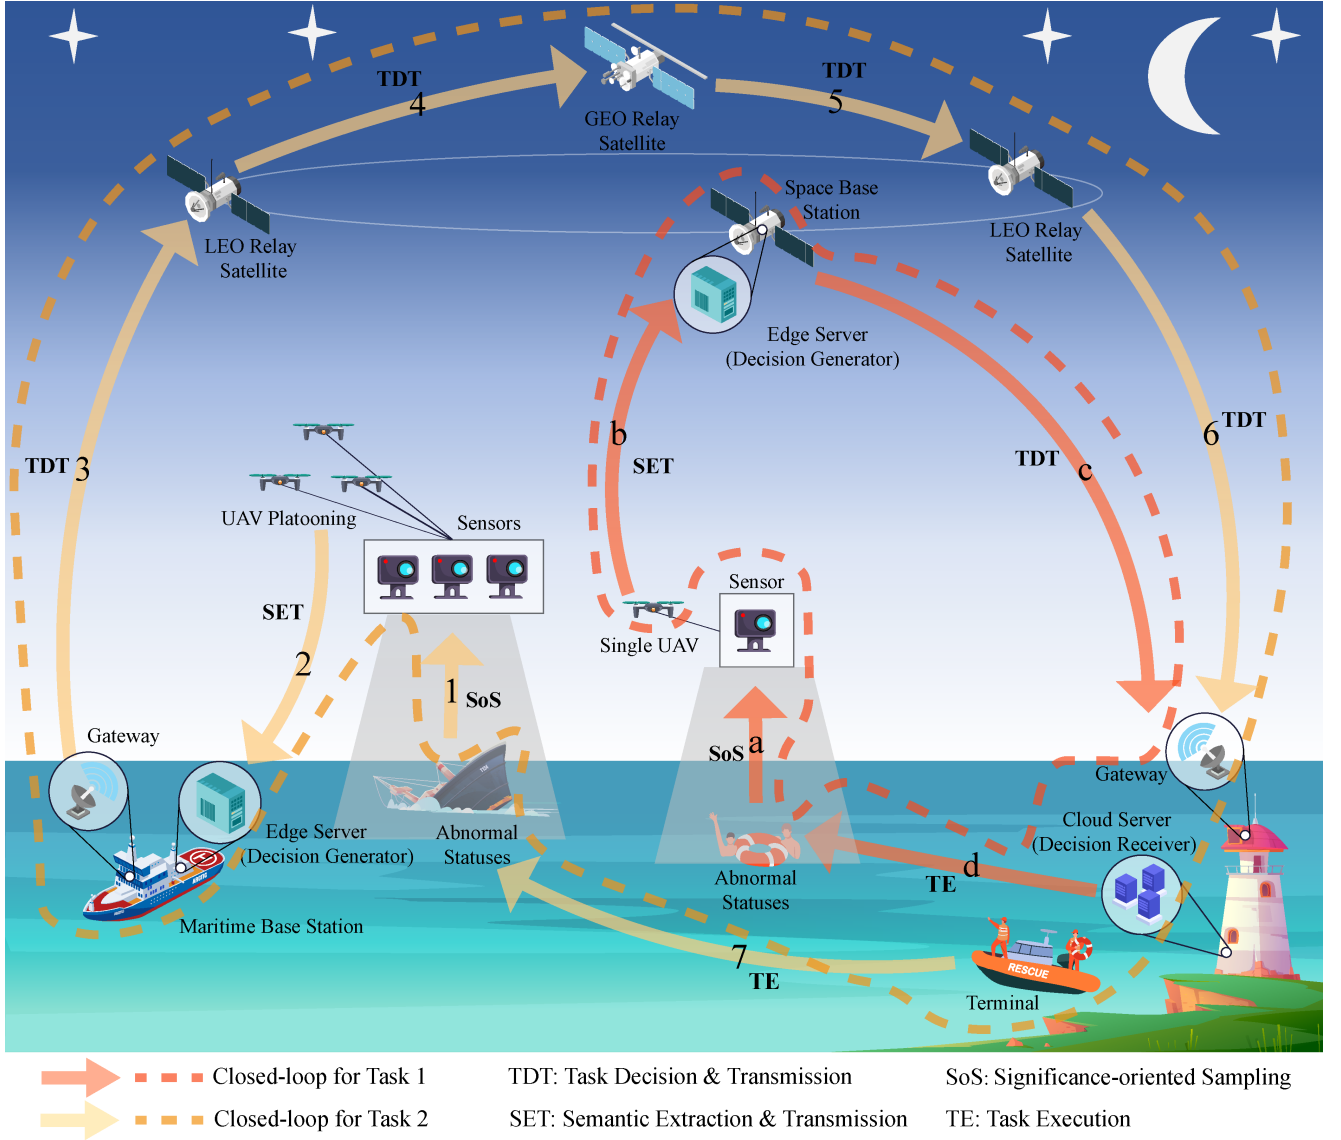 TDT
4
TDT
5
GEO Relay
Satellite
Space Base
Station
LEO Relay
Satellite
LEO Relay
Satellite
Edge Server
(Decision Generator)
b
SET
TDT
c
6
TDT
TDT
3
UAV Platooning
Sensors
SET
2
Sensor
Single UAV
1
SoS
SoS
a
Gateway
Gateway
Edge Server
(Decision Generator)
Abnormal
Statuses
Abnormal
Statuses
Cloud Server
(Decision Receiver)
TE
d
Maritime Base Station
7
TE
RESCUE
Terminal
Closed-loop for Task 1
TDT: Task Decision & Transmission
SoS: Significance-oriented Sampling
Closed-loop for Task 2
SET: Semantic Extraction & Transmission
TE: Task Execution